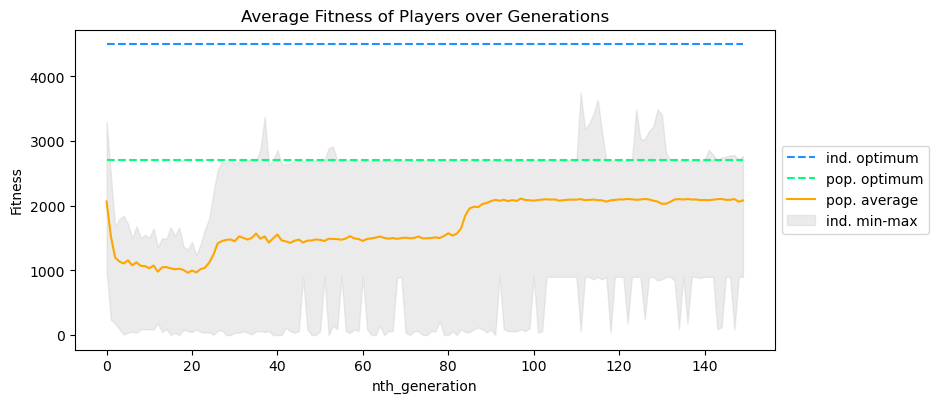 Average Fitness of Players over Generations
Fitness
4000
3000
2000
1000
0
0 20 40 60 80 100 120 140
nth_generation
ind. optimum
pop. optimum
pop. average
ind. min-max